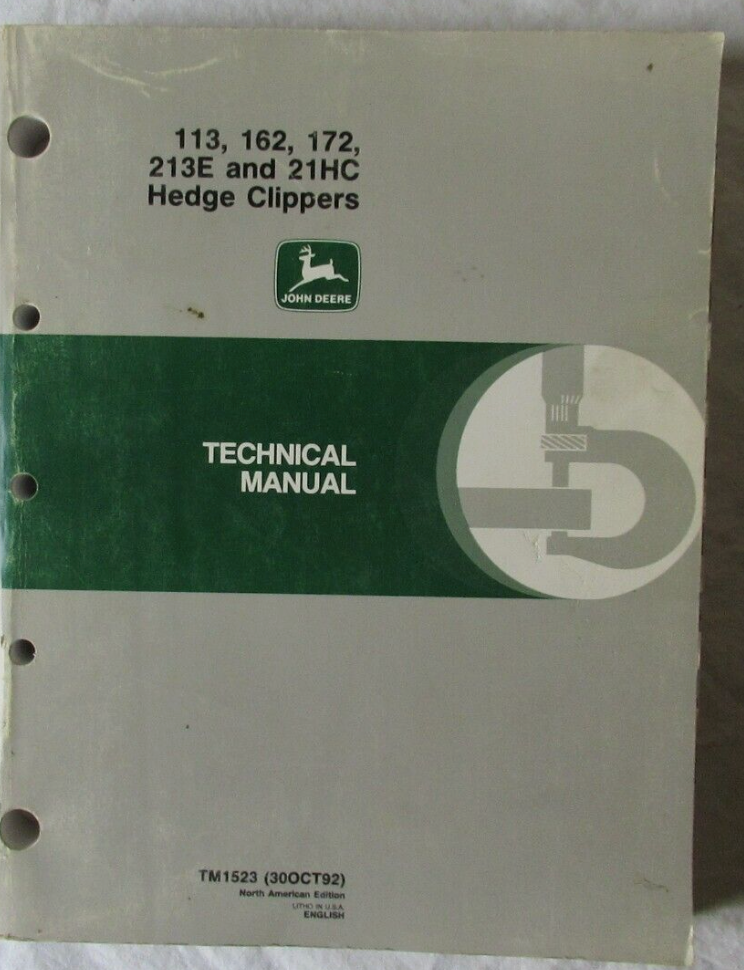 113, 162, 172,
213E and 21HC
Hedge Clippers
JOHN DEERE
TECHNICAL
MANUAL
TM1523 (30OCT92)
North American Edition
LITHO IN U.S.A.
ENGLISH